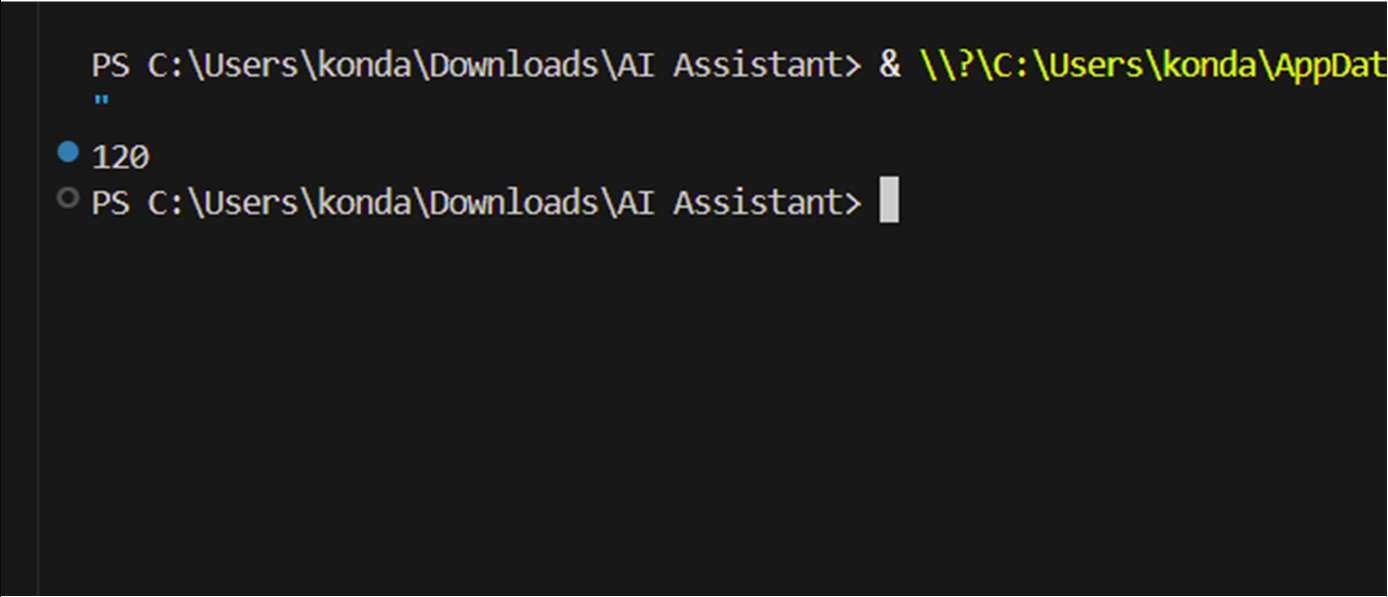 PS C:\Users\konda\Downloads\AI Assistant> & \\?\C:\Users\konda\AppDat
"
120
PS C:\Users\konda\Downloads\AI Assistant>